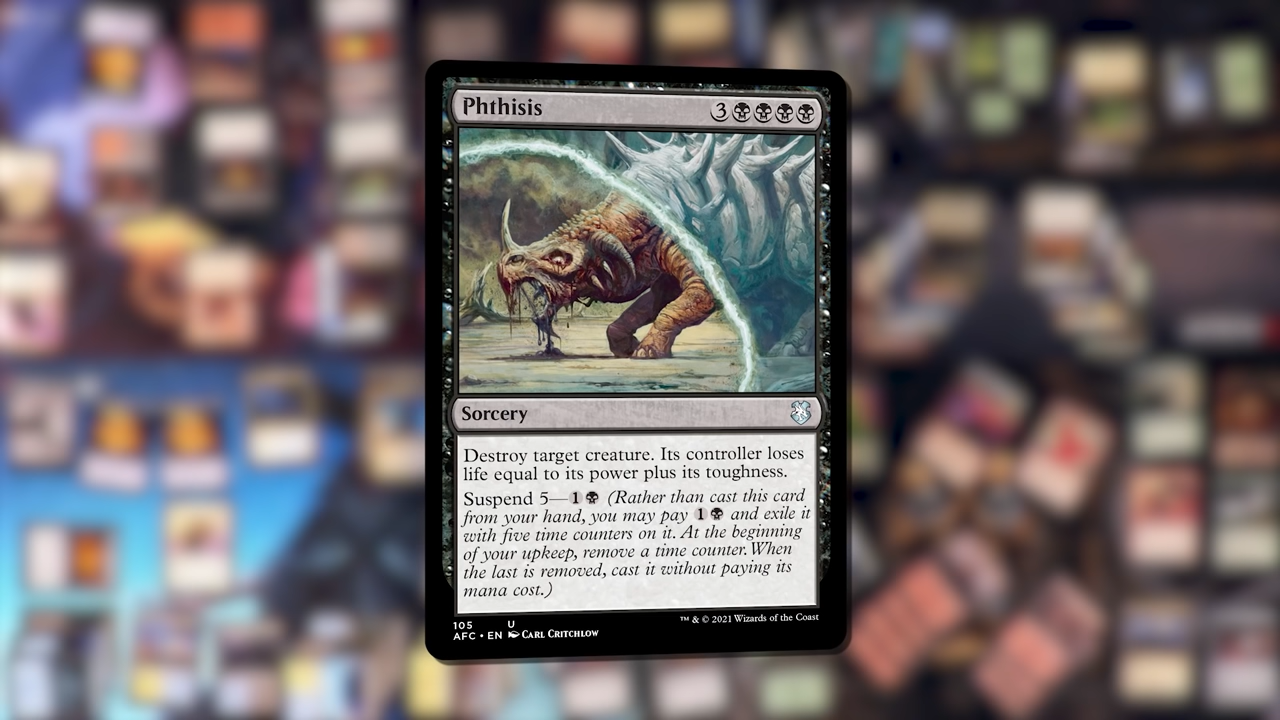 Phthisis 3
Sorcery
Destroy target creature. Its controller loses
life equal to its power plus its toughness.
Suspend 5—1 (Rather than cast this card
from your hand, you may pay 1 and exile it
with five time counters on it. At the beginning
of your upkeep, remove a time counter. When
the last is removed, cast it without paying its
mana cost.)
105 U
AFC • EN Carl Critchlow
™ & © 2021 Wizards of the Coast